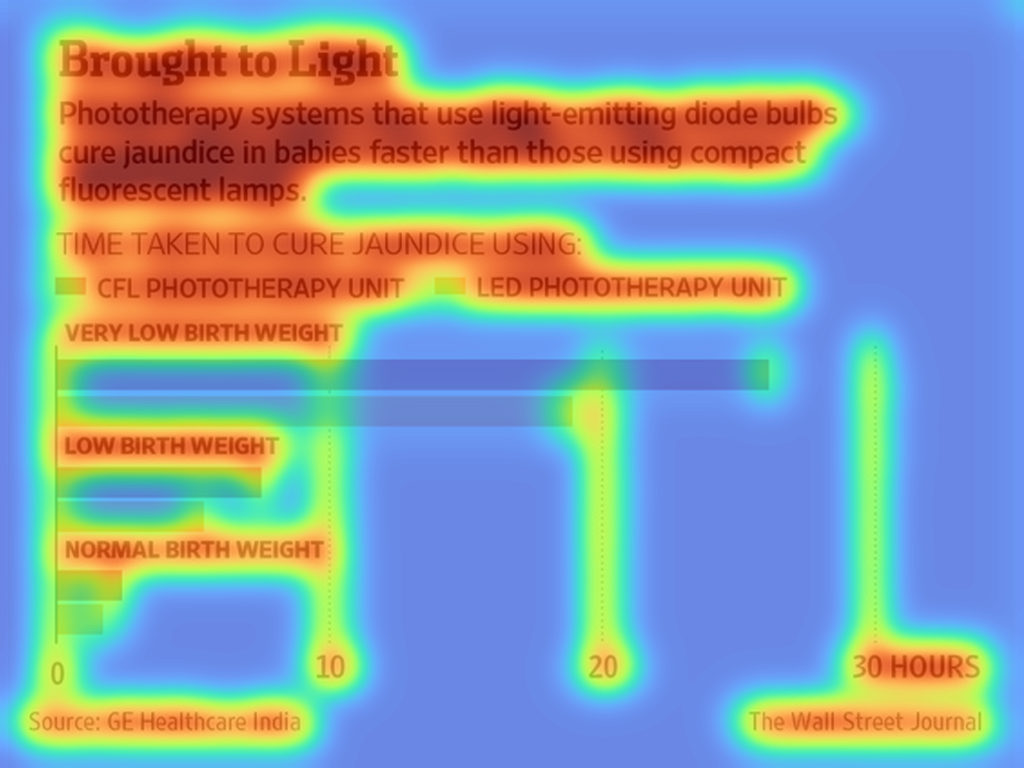 Brought to Light
Phototherapy systems that use light-emitting diode bulbs
cure jaundice in babies faster than those using compact
fluorescent lamps.
TIME TAKEN TO CURE JAUNDICE USING:
CFL PHOTOTHERAPY UNIT LED PHOTOTHERAPY UNIT
VERY LOW BIRTH WEIGHT
LOW BIRTH WEIGHT
NORMAL BIRTH WEIGHT
0 10 20 30 HOURS
Source: GE Healthcare India The Wall Street Journal